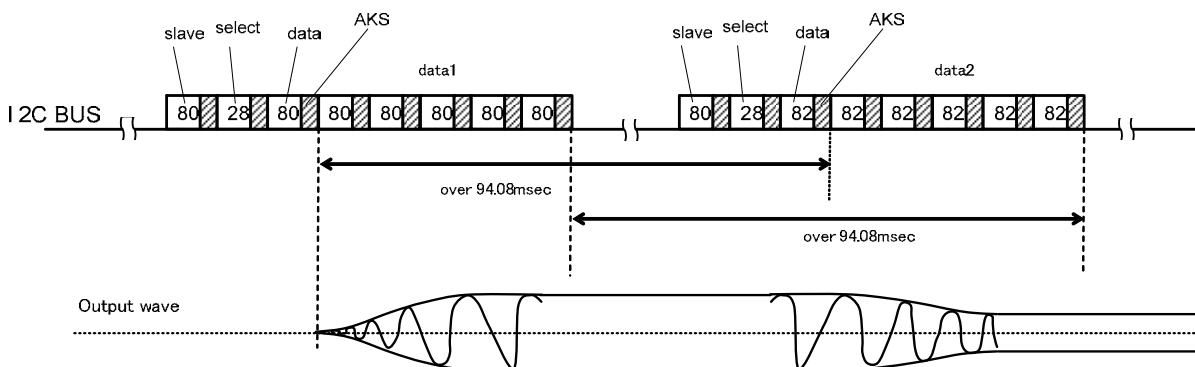 slave select data AKS
slave select data AKS
data1
data2
I2C BUS
80 28 80 80 80 80 80 80
80 28 82 82 82 82 82 82
over 94.08msec
over 94.08msec
Output wave